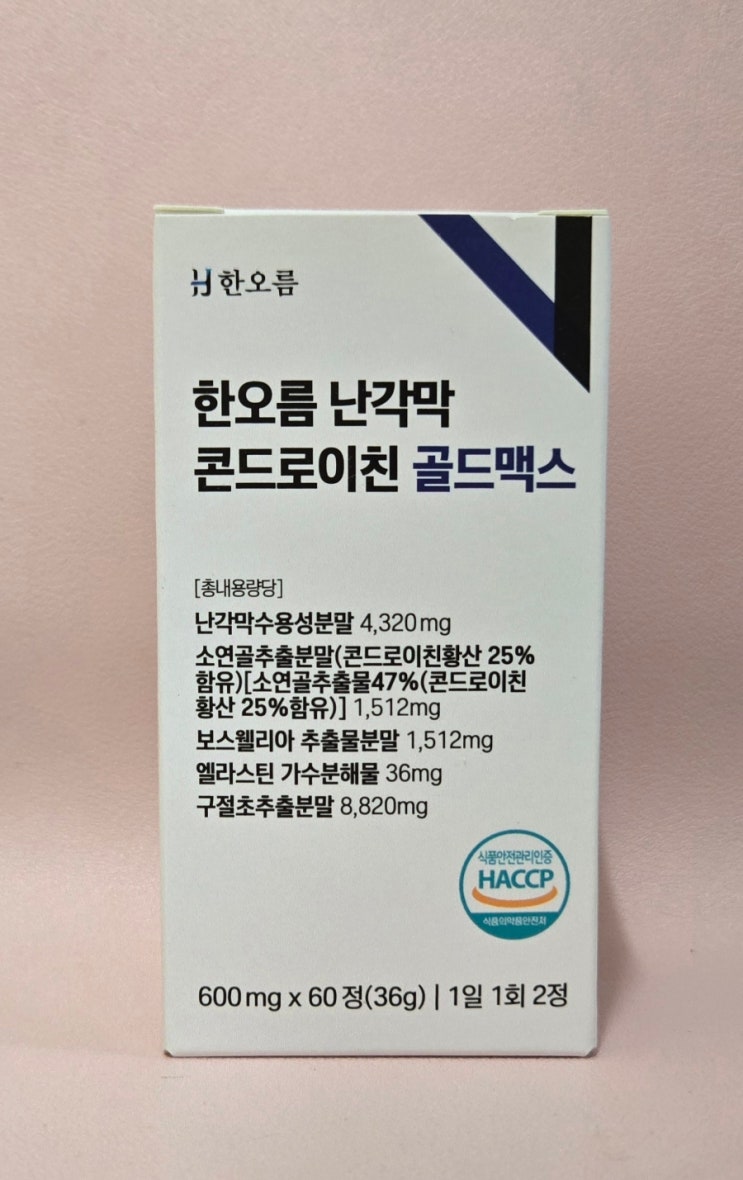 한오름
한오름 난각막
콘드로이친 골드맥스
[총내용량당]
난각막수용성분말 4,320mg
소연골추출분말(콘드로이친황산 25%
함유)[소연골추출물47%(콘드로이친
황산 25%함유)] 1,512mg
보스웰리아 추출물분말 1,512mg
엘라스틴 가수분해물 36mg
구절초추출분말 8,820mg
식품안전관리인증
HACCP
식품의약품안전처
600mg x 60정(36g) | 1일 1회 2정